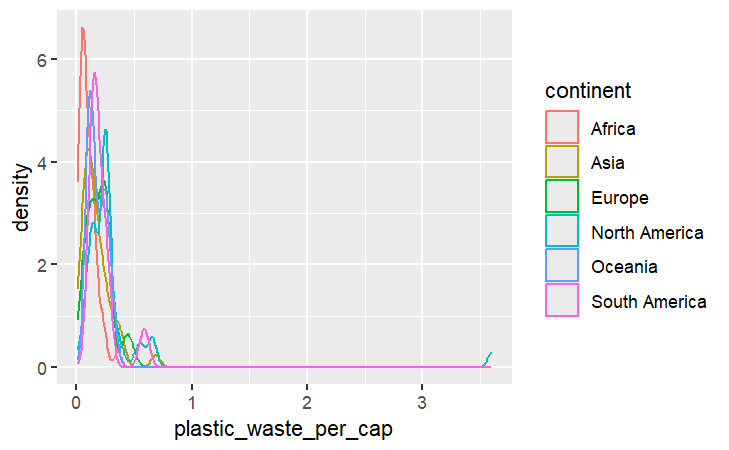 6
4
2
0
density
0 1 2 3
plastic_waste_per_cap
continent
Africa
Asia
Europe
North America
Oceania
South America